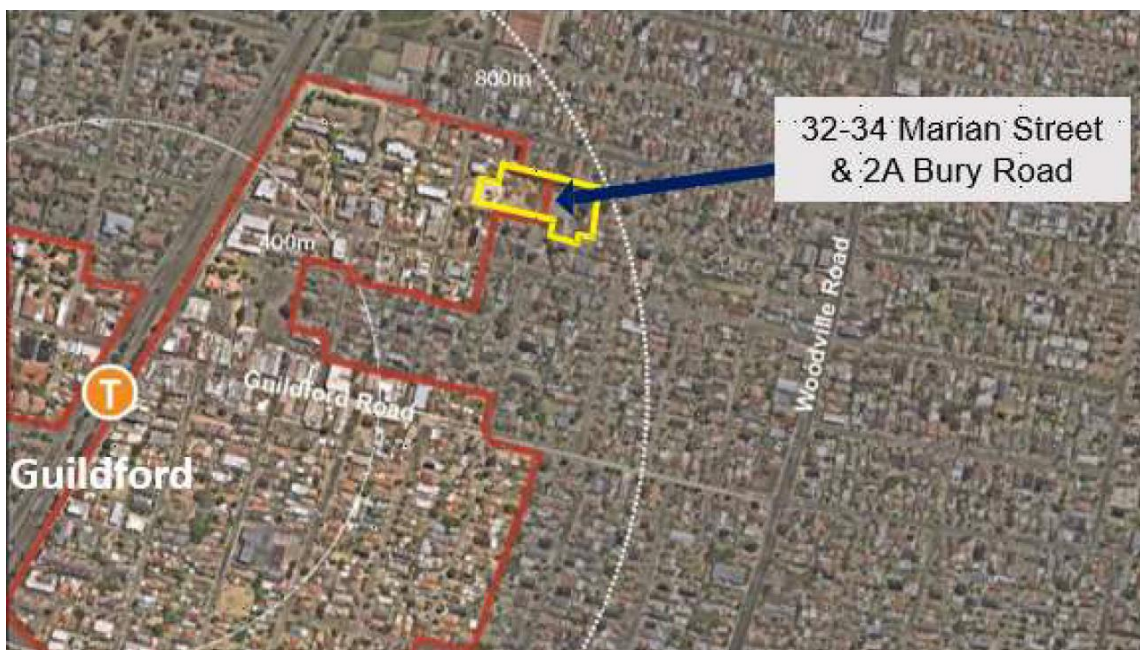 800m
32-34 Marian Street
& 2A Bury Road
400m
Woodville Road
Guildford Road
T
Guildford